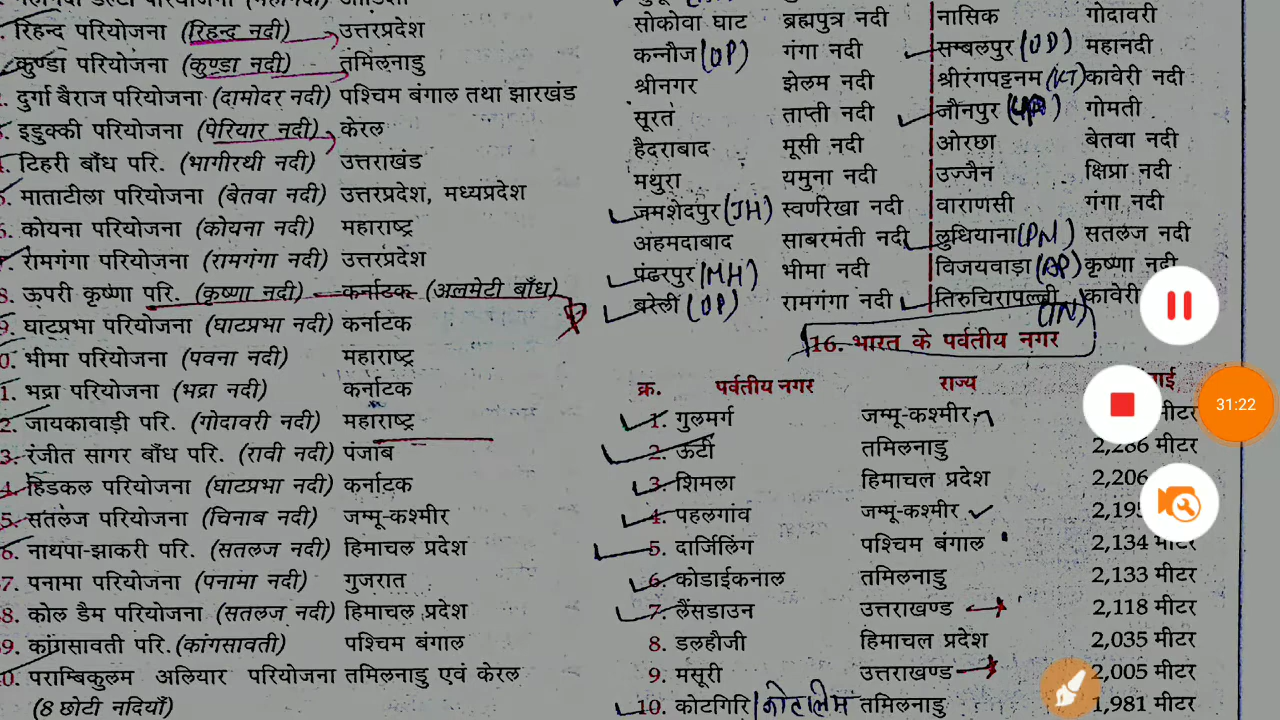 रिहन्द परियोजना (रिहन्द नदी) उत्तरप्रदेश
कुण्डा परियोजना (कुण्डा नदी) तमिलनाडु
दुर्गा बैराज परियोजना (दामोदर नदी) पश्चिम बंगाल तथा झारखंड
इडुक्की परियोजना (पेरियार नदी) केरल
टिहरी बाँध परि. (भागीरथी नदी) उत्तराखंड
माताटीला परियोजना (बेतवा नदी) उत्तरप्रदेश, मध्यप्रदेश
कोयना परियोजना (कोयना नदी) महाराष्ट्र
रामगंगा परियोजना (रामगंगा नदी) उत्तरप्रदेश
8. ऊपरी कृष्णा परि. (कृष्णा नदी) कर्नाटक (अलमेटी बाँध)
9. घाटप्रभा परियोजना (घाटप्रभा नदी) कर्नाटक
0. भीमा परियोजना (पवना नदी) महाराष्ट्र
1. भद्रा परियोजना (भद्रा नदी) कर्नाटक
2. जायकावाड़ी परि. (गोदावरी नदी) महाराष्ट्र
3. रंजीत सागर बाँध परि. (रावी नदी) पंजाब
4. हिडकल परियोजना (घाटप्रभा नदी) कर्नाटक
5. सतलज परियोजना (चिनाब नदी) जम्मू-कश्मीर
6. नाथपा-झाकरी परि. (सतलज नदी) हिमाचल प्रदेश
7. पनामा परियोजना (पनामा नदी) गुजरात
8. कोल डैम परियोजना (सतलज नदी) हिमाचल प्रदेश
9. कांगसावती परि. (कांगसावती) पश्चिम बंगाल
0. पराम्बिकुलम अलियार परियोजना तमिलनाडु एवं केरल
(8 छोटी नदियाँ)
सोकोवा घाट ब्रह्मपुत्र नदी नासिक गोदावरी
कन्नौज (UP) गंगा नदी सम्बलपुर (OD) महानदी
श्रीनगर झेलम नदी श्रीरंगपट्टनम (KT) कावेरी नदी
सूरत ताप्ती नदी जौनपुर (UP) गोमती
हैदराबाद मूसी नदी ओरछा बेतवा नदी
मथुरा यमुना नदी उज्जैन क्षिप्रा नदी
जमशेदपुर (JH) स्वर्णरेखा नदी वाराणसी गंगा नदी
अहमदाबाद साबरमती नदी लुधियाना (PN) सतलज नदी
पंढरपुर (MH) भीमा नदी विजयवाड़ा (AP) कृष्णा नदी
बरेली (UP) रामगंगा नदी तिरुचिरापल्ली (TN) कावेरी
16. भारत के पर्वतीय नगर
क्र. पर्वतीय नगर राज्य
1. गुलमर्ग जम्मू-कश्मीर मीटर
2. ऊटी तमिलनाडु 2,286 मीटर
3. शिमला हिमाचल प्रदेश 2,206
4. पहलगांव जम्मू-कश्मीर 2,195
5. दार्जिलिंग पश्चिम बंगाल 2,134 मीटर
6. कोडाईकनाल तमिलनाडु 2,133 मीटर
7. लैंसडाउन उत्तराखण्ड 2,118 मीटर
8. डलहौजी हिमाचल प्रदेश 2,035 मीटर
9. मसूरी उत्तराखण्ड 2,005 मीटर
10. कोटगिरि तमिलनाडु 1,981 मीटर
31:22